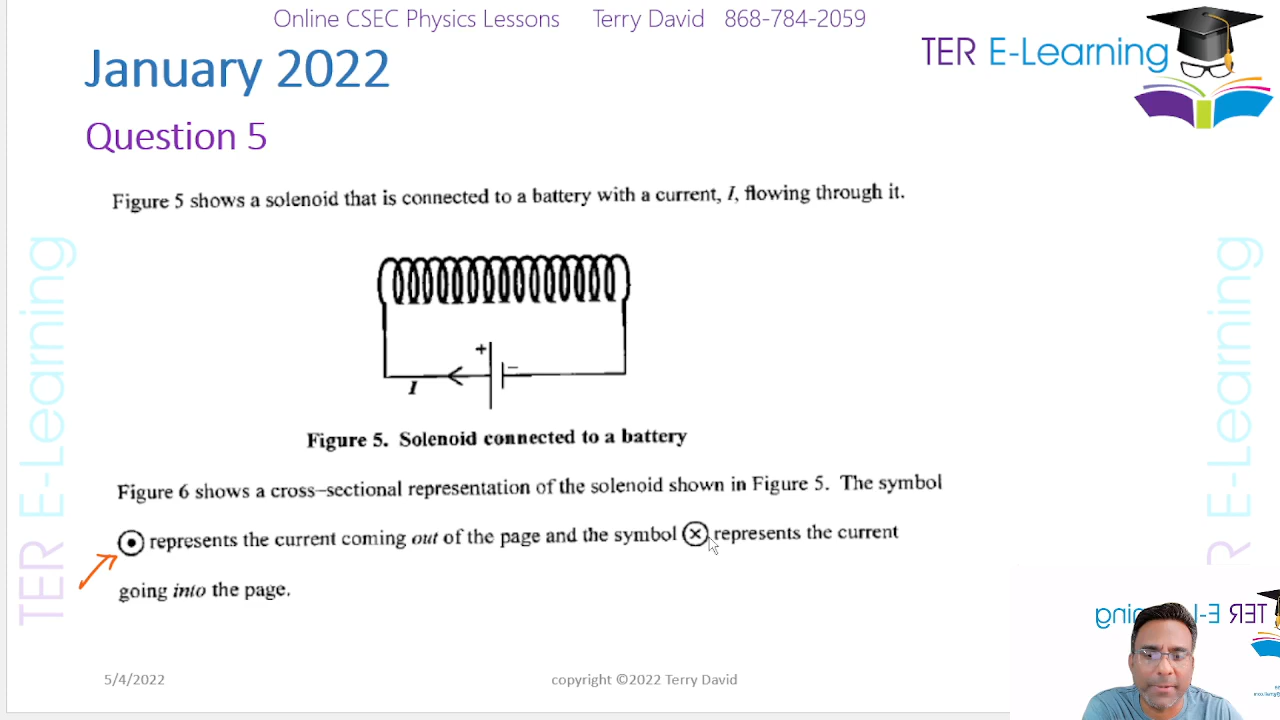 Online CSEC Physics Lessons Terry David 868-784-2059
TER E-Learning
January 2022
Question 5
Figure 5 shows a solenoid that is connected to a battery with a current, I, flowing through it.
+ −
I
Figure 5. Solenoid connected to a battery
Figure 6 shows a cross–sectional representation of the solenoid shown in Figure 5. The symbol
⊙ represents the current coming out of the page and the symbol ⊗ represents the current
going into the page.
TER E-Learning
E-Learning
TER E-Learning
5/4/2022
copyright ©2022 Terry David